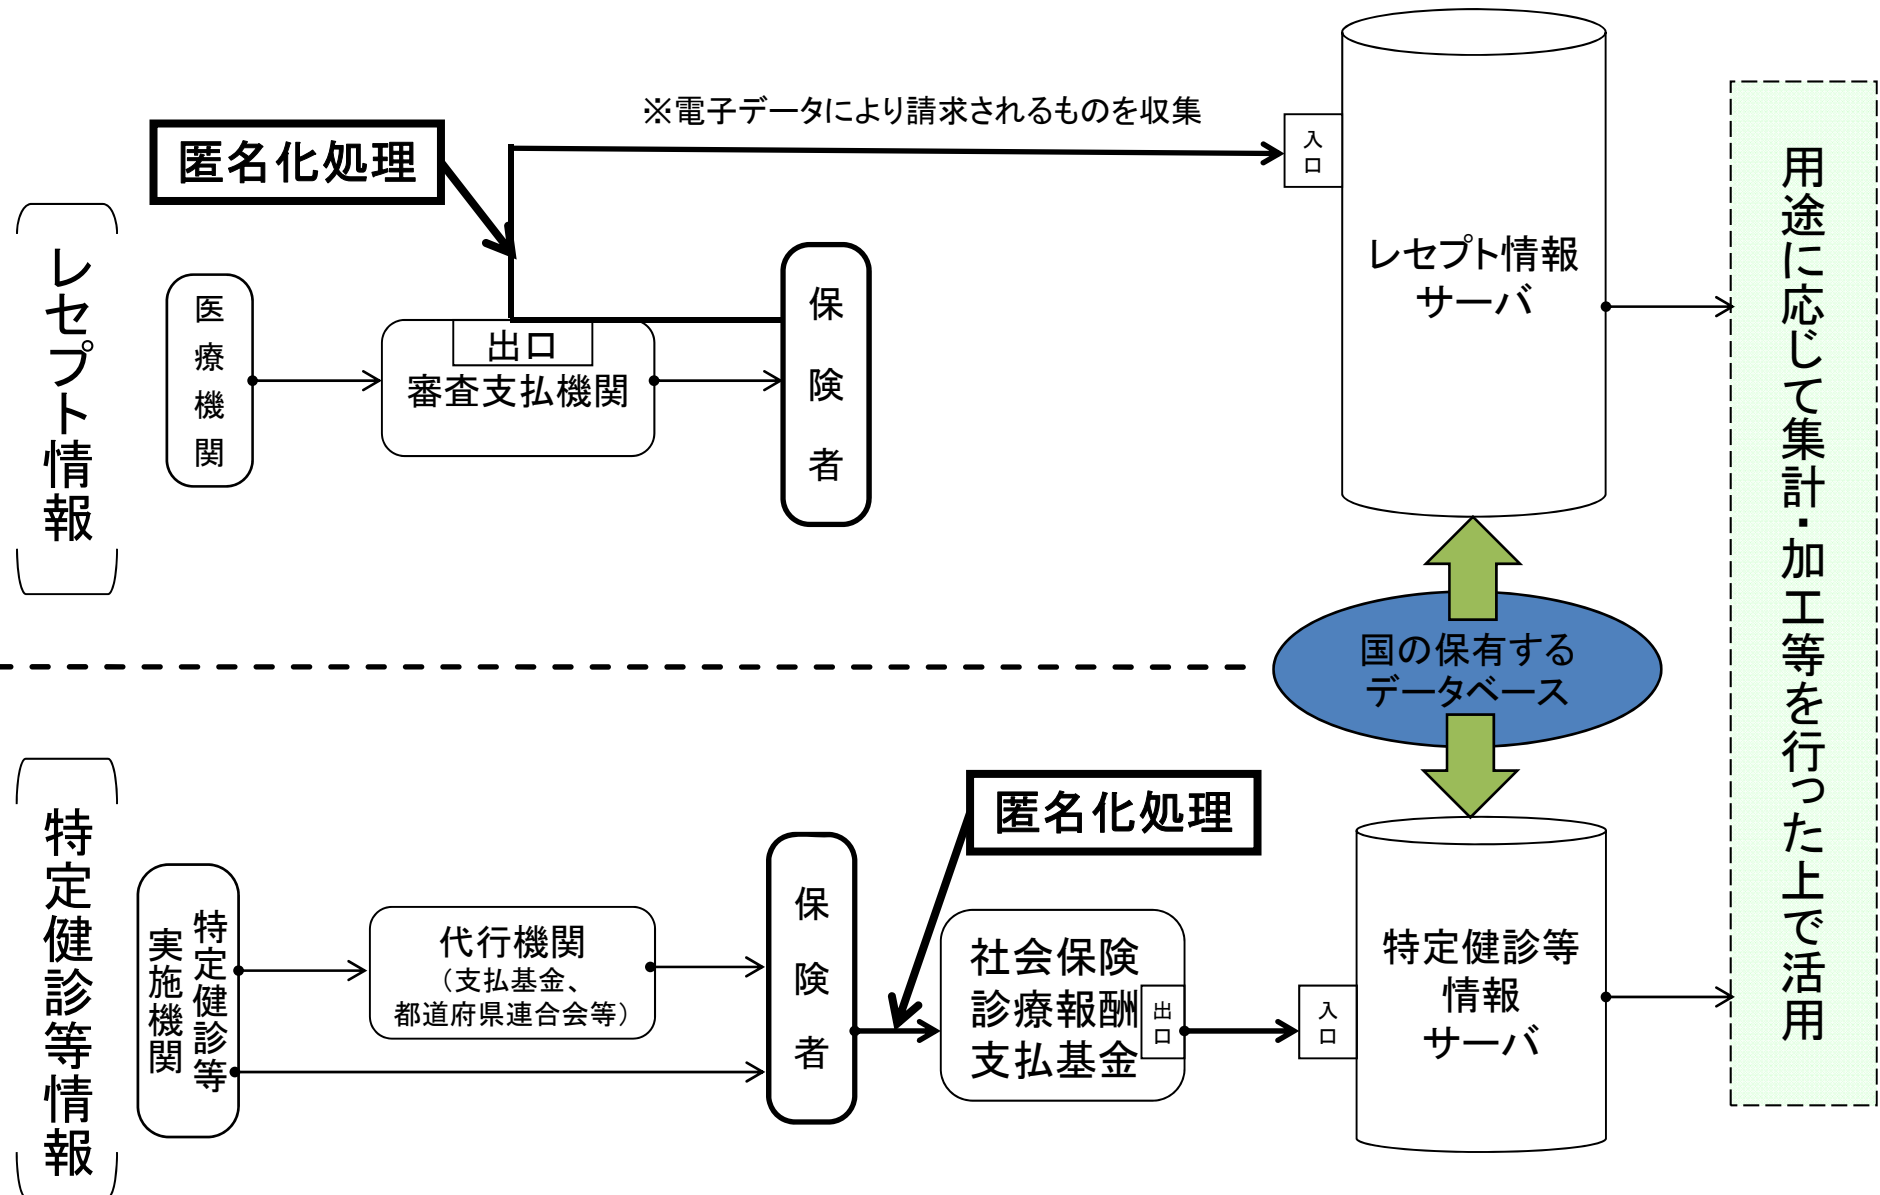 レセプト情報
匿名化処理
※電子データにより請求されるものを収集
医療機関
出口
審査支払機関
保険者
入口
レセプト情報
サーバ
国の保有する
データベース
特定健診等情報
特定健診等
実施機関
代行機関
（支払基金、
都道府県連合会等）
保険者
匿名化処理
社会保険
診療報酬
支払基金
出口
入口
特定健診等
情報
サーバ
用途に応じて集計・加工等を行った上で活用